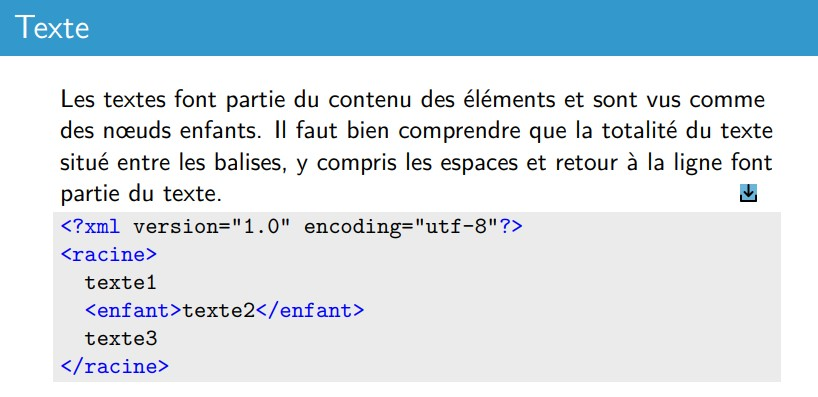 Texte
Les textes font partie du contenu des éléments et sont vus comme
des nœuds enfants. Il faut bien comprendre que la totalité du texte
situé entre les balises, y compris les espaces et retour à la ligne font
partie du texte.
<?xml version="1.0" encoding="utf-8"?>
<racine>
  texte1
  <enfant>texte2</enfant>
  texte3
</racine>